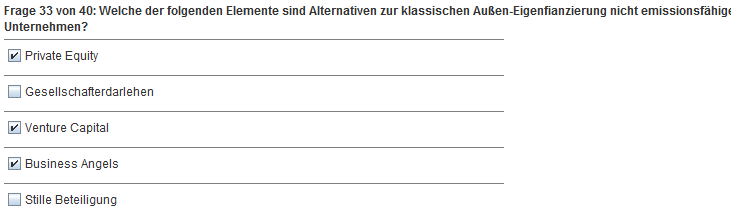 Frage 33 von 40: Welche der folgenden Elemente sind Alternativen zur klassischen Außen-Eigenfianzierung nicht emissionsfähige
Unternehmen?
Private Equity
Gesellschafterdarlehen
Venture Capital
Business Angels
Stille Beteiligung